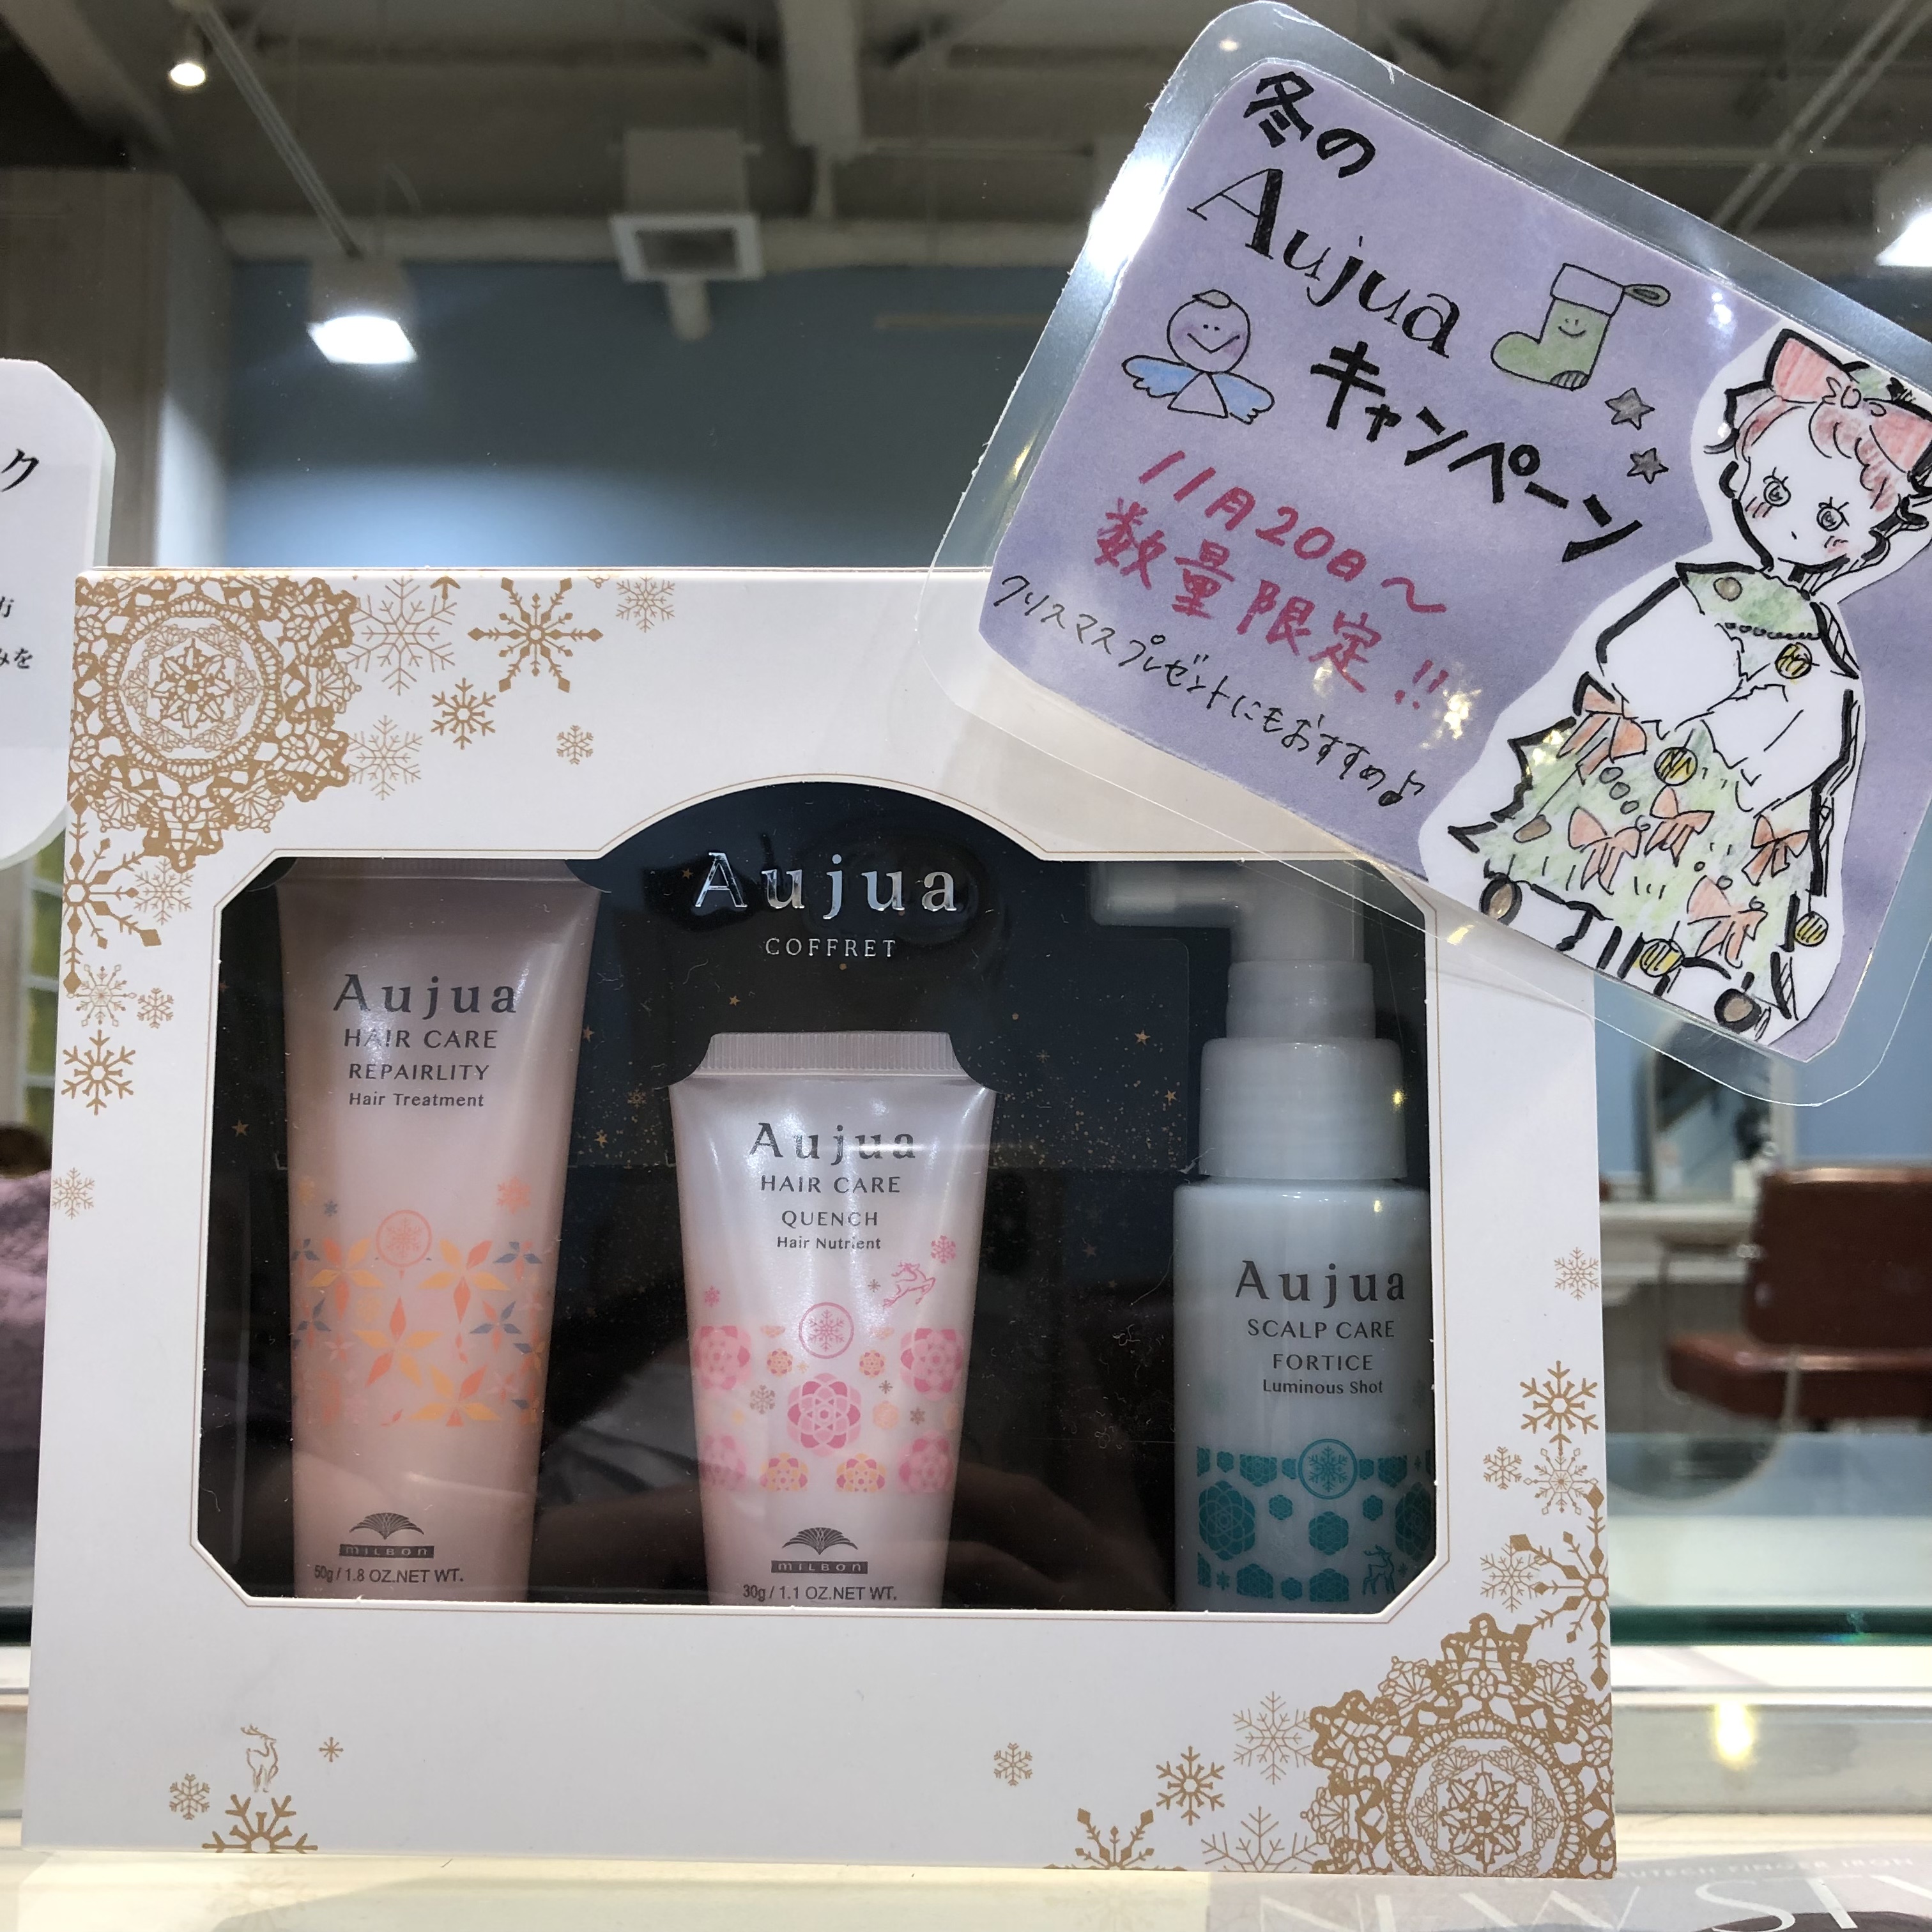 冬の
Aujua
キャンペーン
11月20日〜
数量限定!!
クリスマスプレゼントにもおすすめ♪
ク
みを
Aujua
COFFRET
Aujua
HAIR CARE
REPAIRLITY
Hair Treatment
MILBON
50g / 1.8 OZ.NET WT.
Aujua
HAIR CARE
QUENCH
Hair Nutrient
MILBON
30g / 1.1 OZ.NET WT.
Aujua
SCALP CARE
FORTICE
Luminous Shot